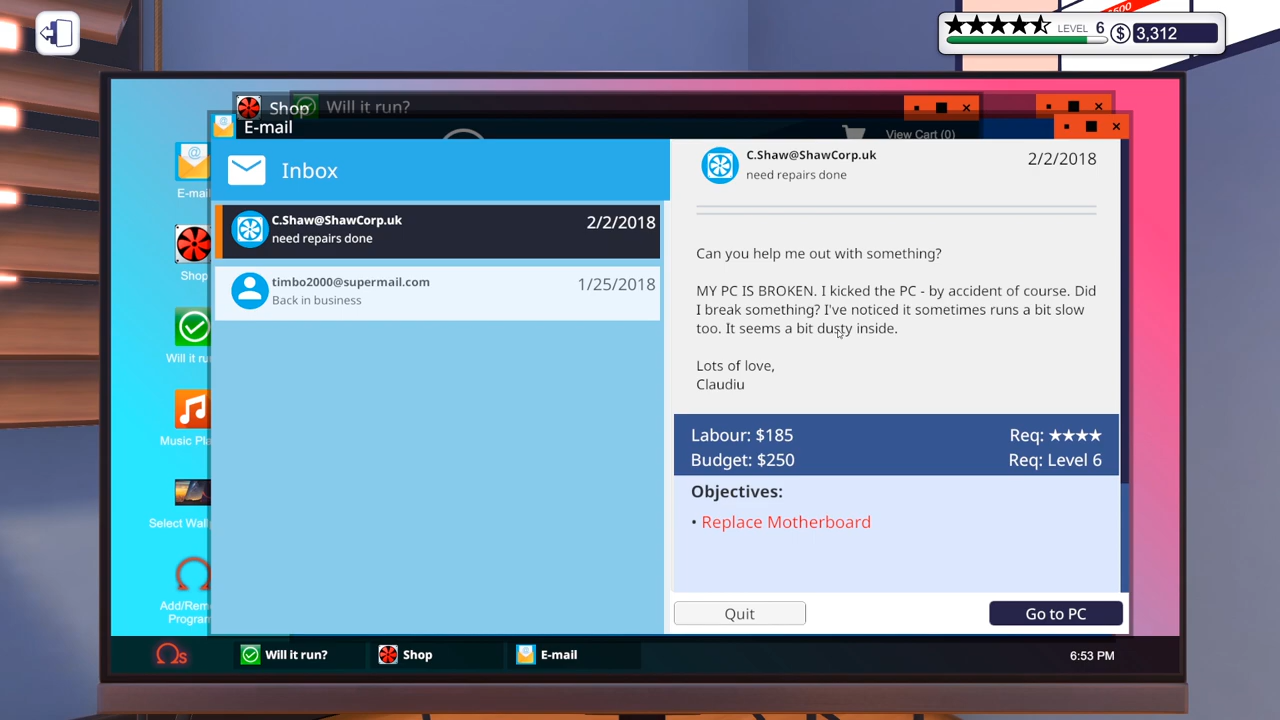 500
LEVEL 6
$ 3,312
Shop
Will it run?
E-mail
View Cart (0)
Inbox
C.Shaw@ShawCorp.uk
need repairs done
2/2/2018
timbo2000@supermail.com
Back in business
1/25/2018
C.Shaw@ShawCorp.uk
need repairs done
2/2/2018
Can you help me out with something?
MY PC IS BROKEN. I kicked the PC - by accident of course. Did
I break something? I've noticed it sometimes runs a bit slow
too. It seems a bit dusty inside.
Lots of love,
Claudiu
Labour: $185
Req: ★★★★
Budget: $250
Req: Level 6
Objectives:
• Replace Motherboard
Quit
Go to PC
E-mail
Shop
Will it ru
Music Pla
Select Wall
Add/Rem
Program
Ωs
Will it run?
Shop
E-mail
6:53 PM